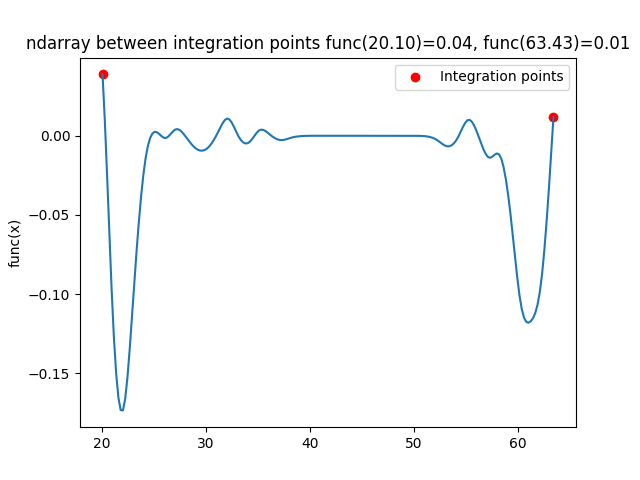 ndarray between integration points func(20.10)=0.04, func(63.43)=0.01
Integration points
func(x)
0.00
−0.05
−0.10
−0.15
20 30 40 50 60